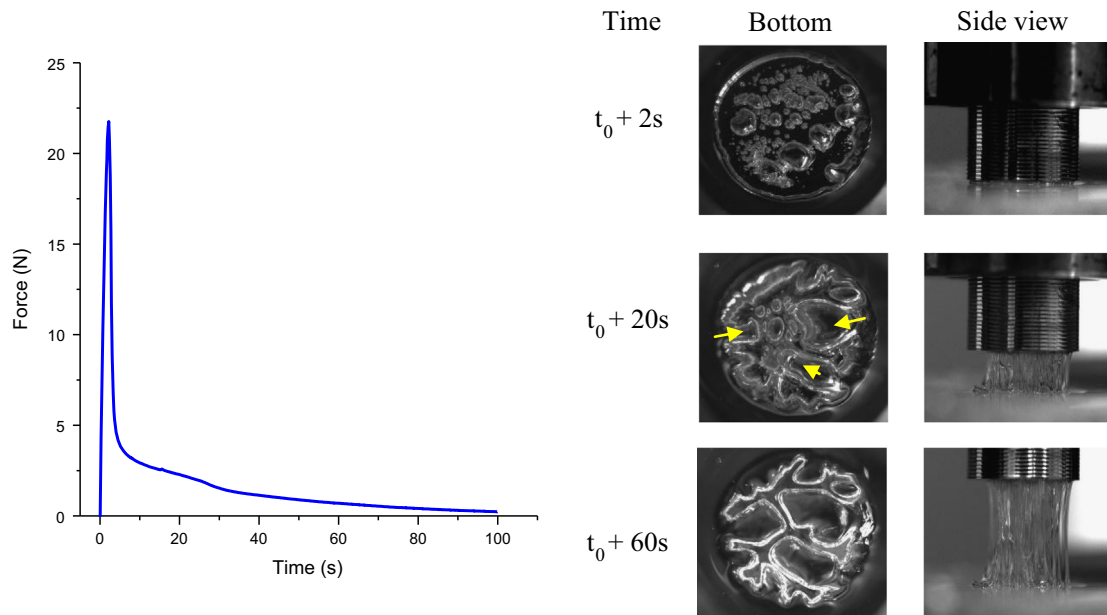 Time Bottom Side view
25
20
15
10
5
0
Force (N)
0 20 40 60 80 100
Time (s)
t0 + 2s
t0 + 20s
t0 + 60s